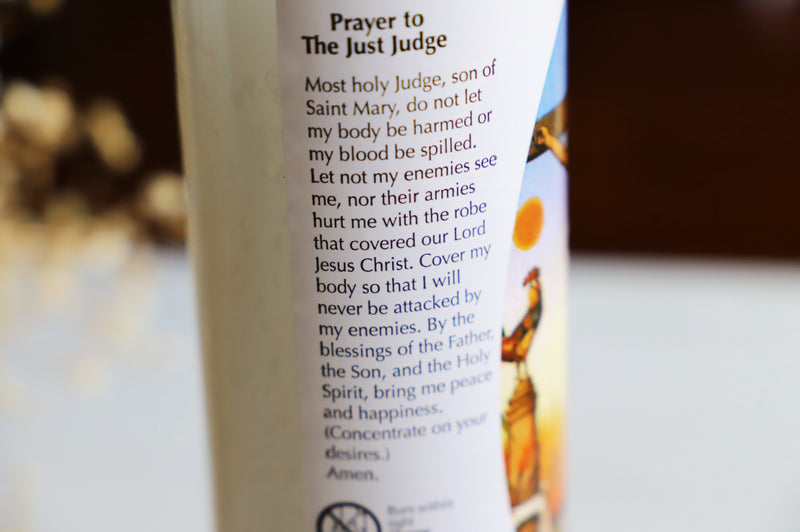 Prayer to
The Just Judge
Most holy Judge, son of
Saint Mary, do not let
my body be harmed or
my blood be spilled.
Let not my enemies see
me, nor their armies
hurt me with the robe
that covered our Lord
Jesus Christ. Cover my
body so that I will
never be attacked by
my enemies. By the
blessings of the Father,
the Son, and the Holy
Spirit, bring me peace
and happiness.
(Concentrate on your
desires.)
Amen.
Burn within
sight